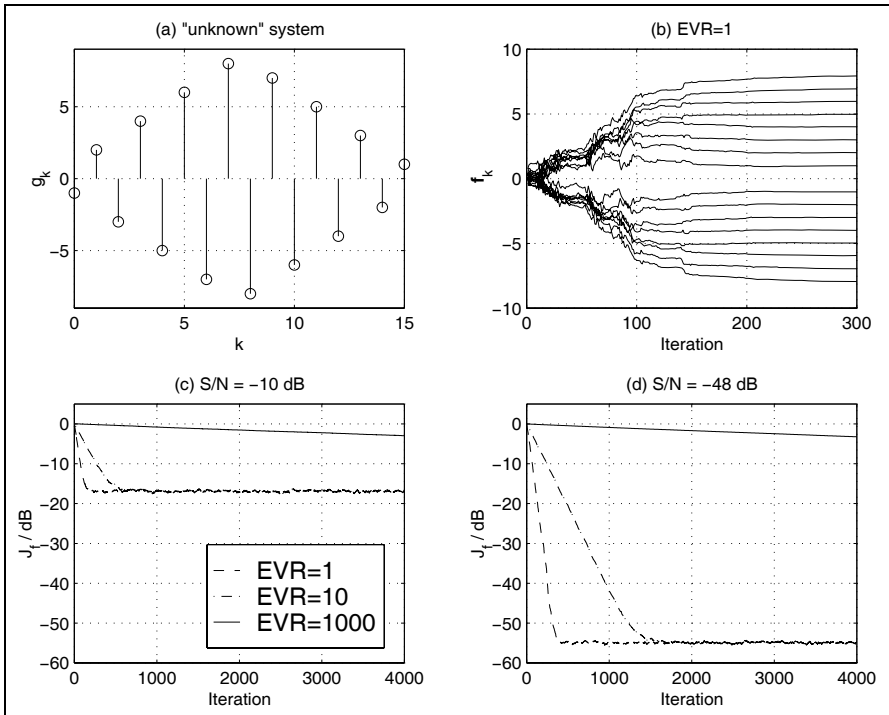 (a) "unknown" system
g_k
5
0
−5
0 5 10 15
k
(b) EVR=1
f_k
10
5
0
−5
−10
0 100 200 300
Iteration
(c) S/N = −10 dB
J_f / dB
0
−10
−20
−30
−40
−50
−60
EVR=1
EVR=10
EVR=1000
0 1000 2000 3000 4000
Iteration
(d) S/N = −48 dB
J_f / dB
0
−10
−20
−30
−40
−50
−60
0 1000 2000 3000 4000
Iteration